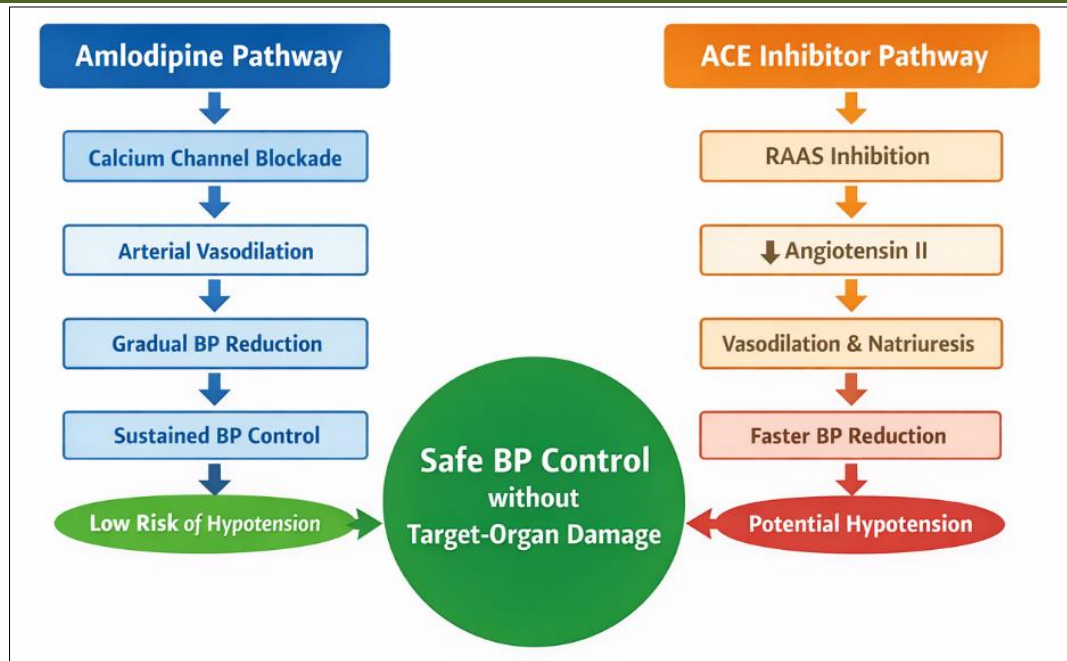 Amlodipine Pathway
Calcium Channel Blockade
Arterial Vasodilation
Gradual BP Reduction
Sustained BP Control
Low Risk of Hypotension
Safe BP Control
without
Target-Organ Damage
ACE Inhibitor Pathway
RAAS Inhibition
↓ Angiotensin II
Vasodilation & Natriuresis
Faster BP Reduction
Potential Hypotension